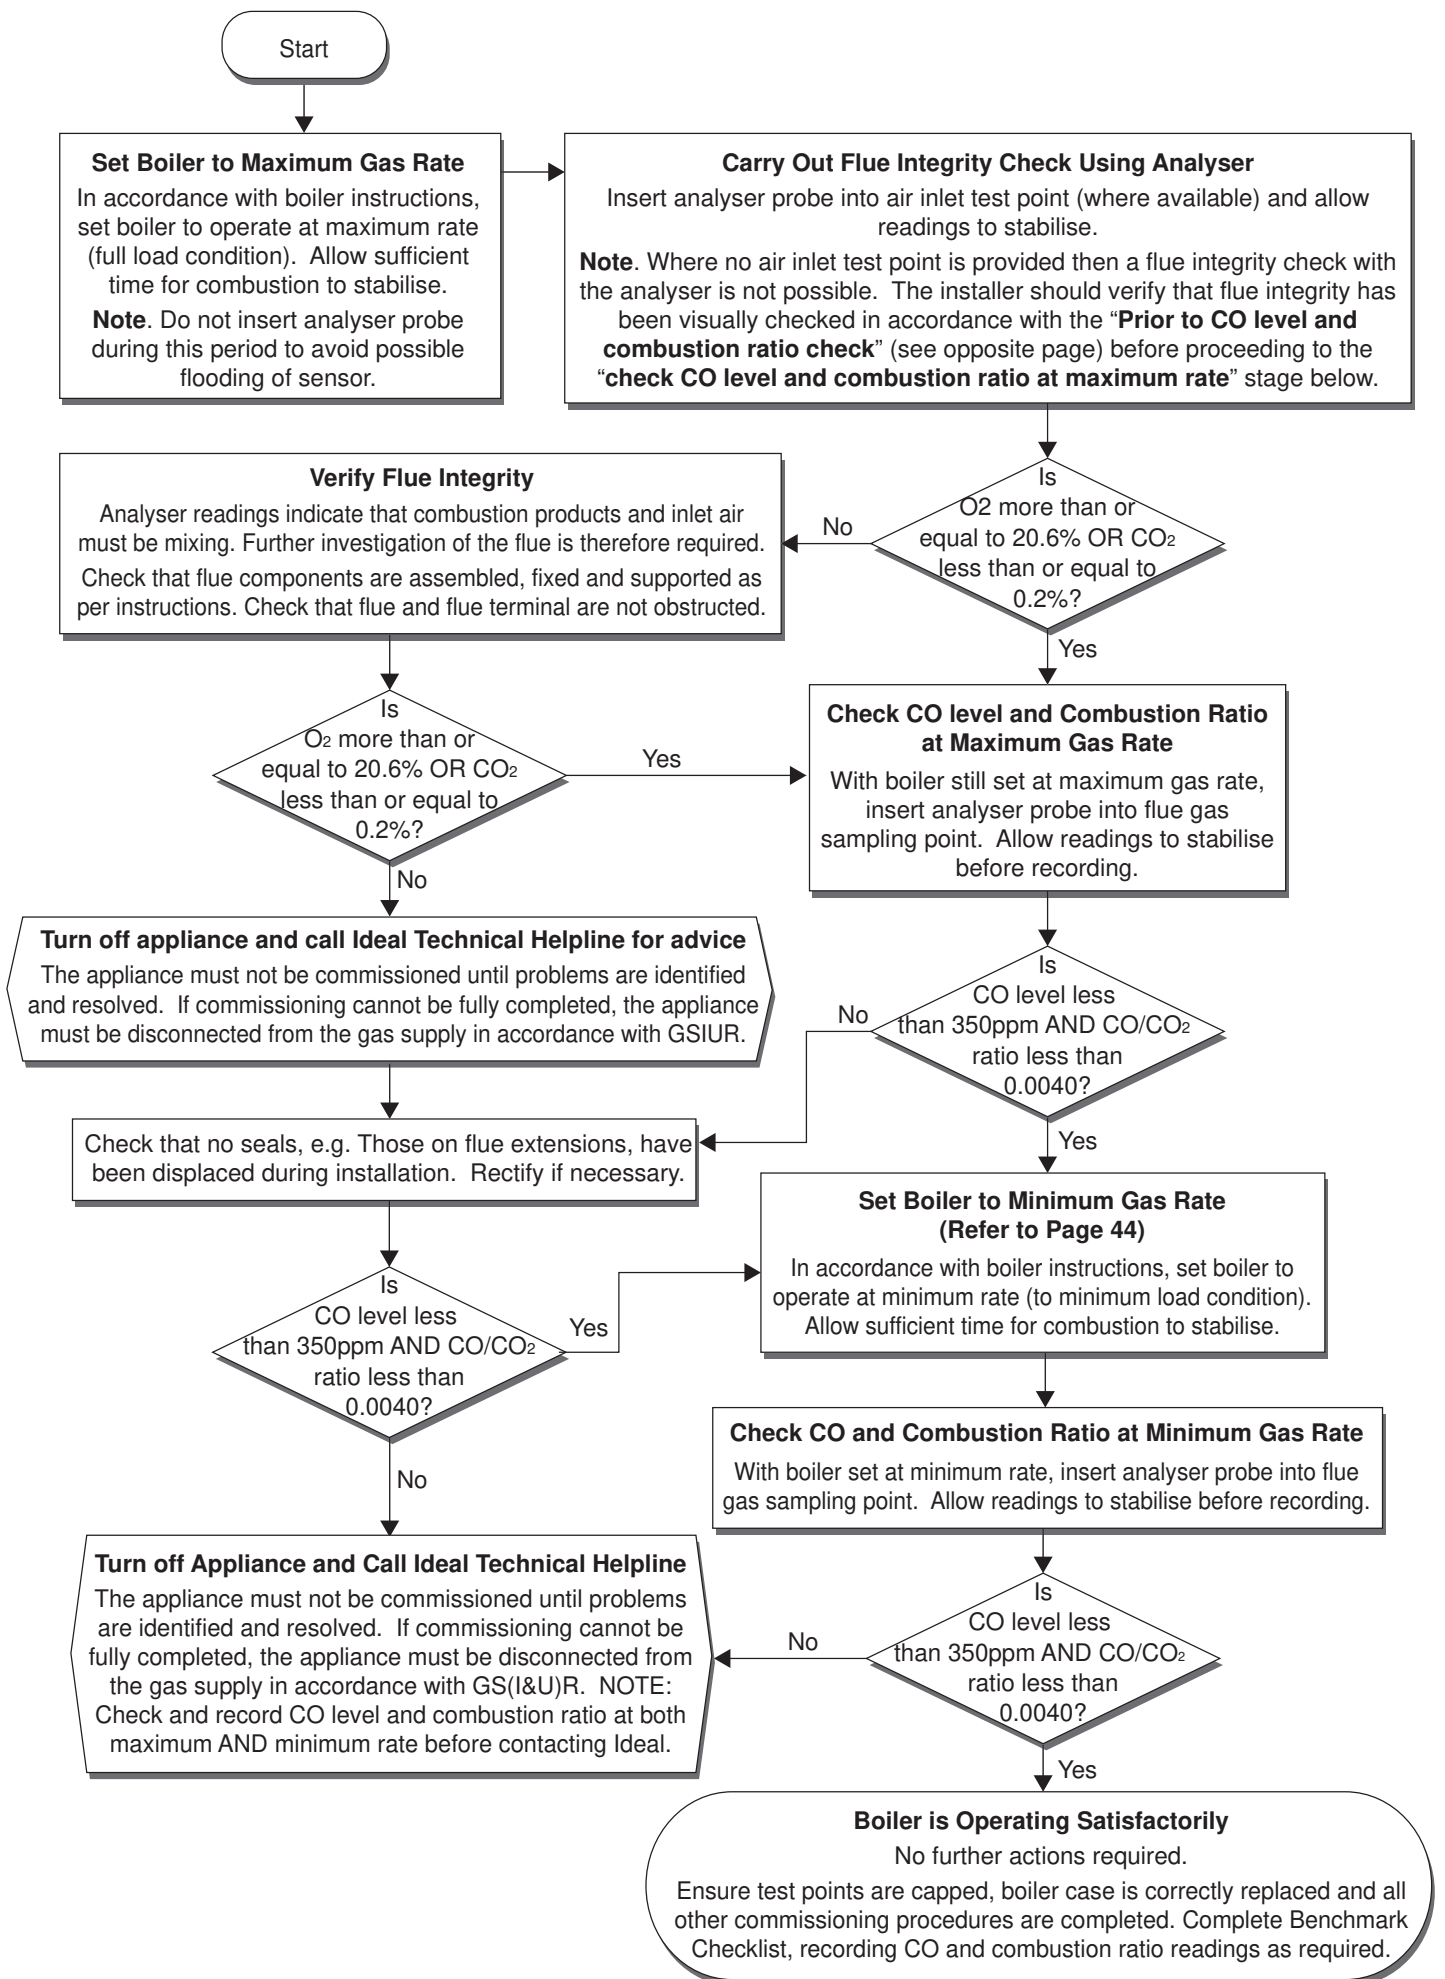 Start
Set Boiler to Maximum Gas Rate
In accordance with boiler instructions,
set boiler to operate at maximum rate
(full load condition).  Allow sufficient
time for combustion to stabilise.
Note. Do not insert analyser probe
during this period to avoid possible
flooding of sensor.
Carry Out Flue Integrity Check Using Analyser
Insert analyser probe into air inlet test point (where available) and allow
readings to stabilise.
Note. Where no air inlet test point is provided then a flue integrity check with
the analyser is not possible.  The installer should verify that flue integrity has
been visually checked in accordance with the “Prior to CO level and
combustion ratio check” (see opposite page) before proceeding to the
“check CO level and combustion ratio at maximum rate” stage below.
Is
O2 more than or
equal to 20.6% OR CO2
less than or equal to
0.2%?
No
Yes
Verify Flue Integrity
Analyser readings indicate that combustion products and inlet air
must be mixing. Further investigation of the flue is therefore required.
Check that flue components are assembled, fixed and supported as
per instructions. Check that flue and flue terminal are not obstructed.
Is
O2 more than or
equal to 20.6% OR CO2
less than or equal to
0.2%?
Yes
No
Check CO level and Combustion Ratio
at Maximum Gas Rate
With boiler still set at maximum gas rate,
insert analyser probe into flue gas
sampling point.  Allow readings to stabilise
before recording.
Turn off appliance and call Ideal Technical Helpline for advice
The appliance must not be commissioned until problems are identified
and resolved.  If commissioning cannot be fully completed, the appliance
must be disconnected from the gas supply in accordance with GSIUR.
Is
CO level less
than 350ppm AND CO/CO2
ratio less than
0.0040?
No
Yes
Check that no seals, e.g. Those on flue extensions, have
been displaced during installation.  Rectify if necessary.
Set Boiler to Minimum Gas Rate
(Refer to Page 44)
In accordance with boiler instructions, set boiler to
operate at minimum rate (to minimum load condition).
Allow sufficient time for combustion to stabilise.
Is
CO level less
than 350ppm AND CO/CO2
ratio less than
0.0040?
Yes
No
Check CO and Combustion Ratio at Minimum Gas Rate
With boiler set at minimum rate, insert analyser probe into flue
gas sampling point.  Allow readings to stabilise before recording.
Turn off Appliance and Call Ideal Technical Helpline
The appliance must not be commissioned until problems
are identified and resolved.  If commissioning cannot be
fully completed, the appliance must be disconnected from
the gas supply in accordance with GS(I&U)R.  NOTE:
Check and record CO level and combustion ratio at both
maximum AND minimum rate before contacting Ideal.
Is
CO level less
than 350ppm AND CO/CO2
ratio less than
0.0040?
No
Yes
Boiler is Operating Satisfactorily
No further actions required.
Ensure test points are capped, boiler case is correctly replaced and all
other commissioning procedures are completed. Complete Benchmark
Checklist, recording CO and combustion ratio readings as required.